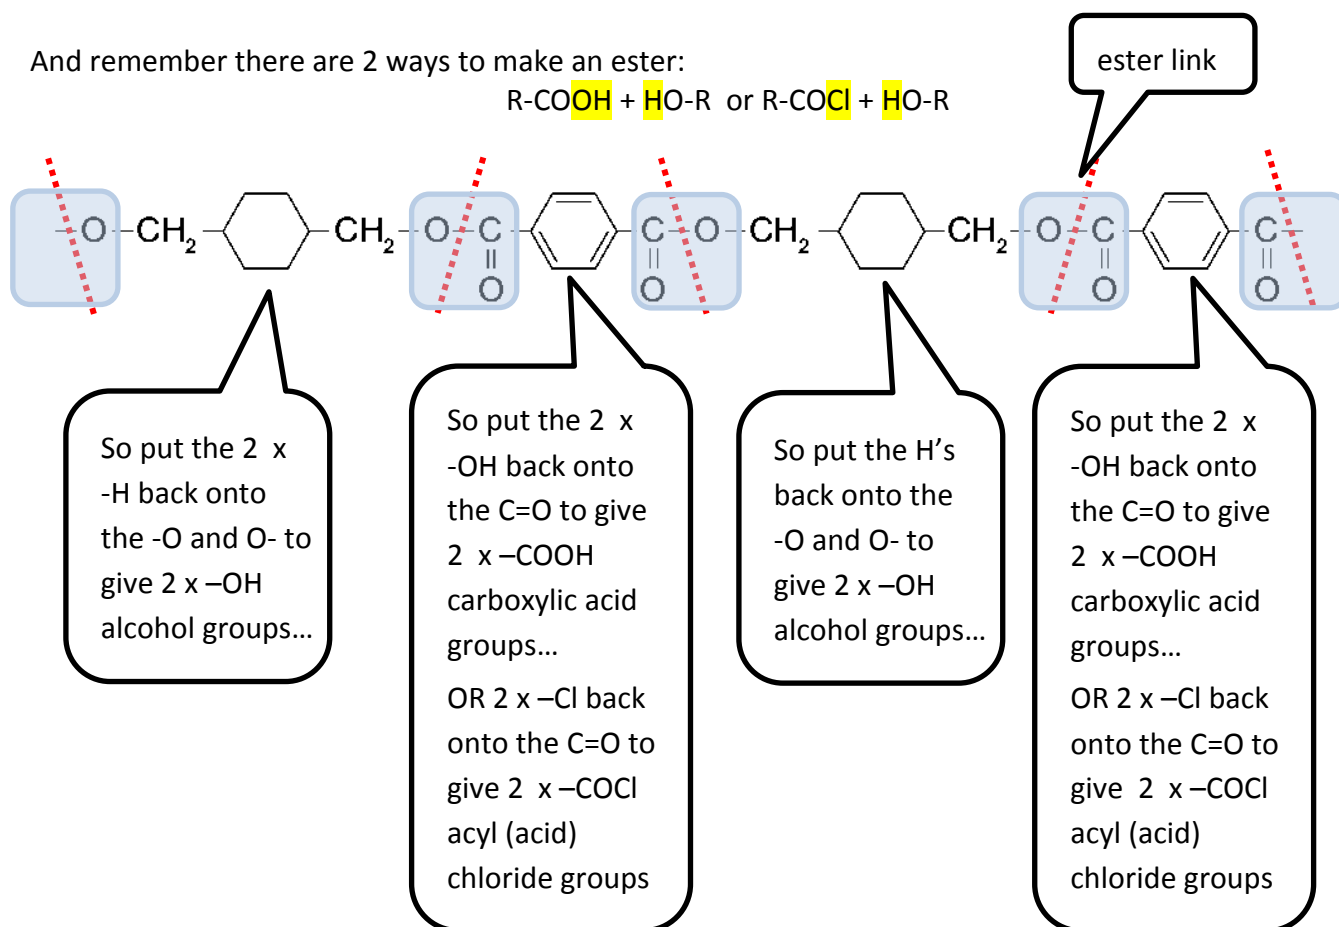 And remember there are 2 ways to make an ester:
ester link
R-COOH + HO-R or R-COCl + HO-R
O CH2 CH2 O C C O CH2 CH2 O C C
O O O O
So put the 2 x
-H back onto
the -O and O- to
give 2 x –OH
alcohol groups…
So put the 2 x
-OH back onto
the C=O to give
2 x –COOH
carboxylic acid
groups…
OR 2 x –Cl back
onto the C=O to
give 2 x –COCl
acyl (acid)
chloride groups
So put the H’s
back onto the
-O and O- to
give 2 x –OH
alcohol groups…
So put the 2 x
-OH back onto
the C=O to give
2 x –COOH
carboxylic acid
groups…
OR 2 x –Cl back
onto the C=O to
give 2 x –COCl
acyl (acid)
chloride groups